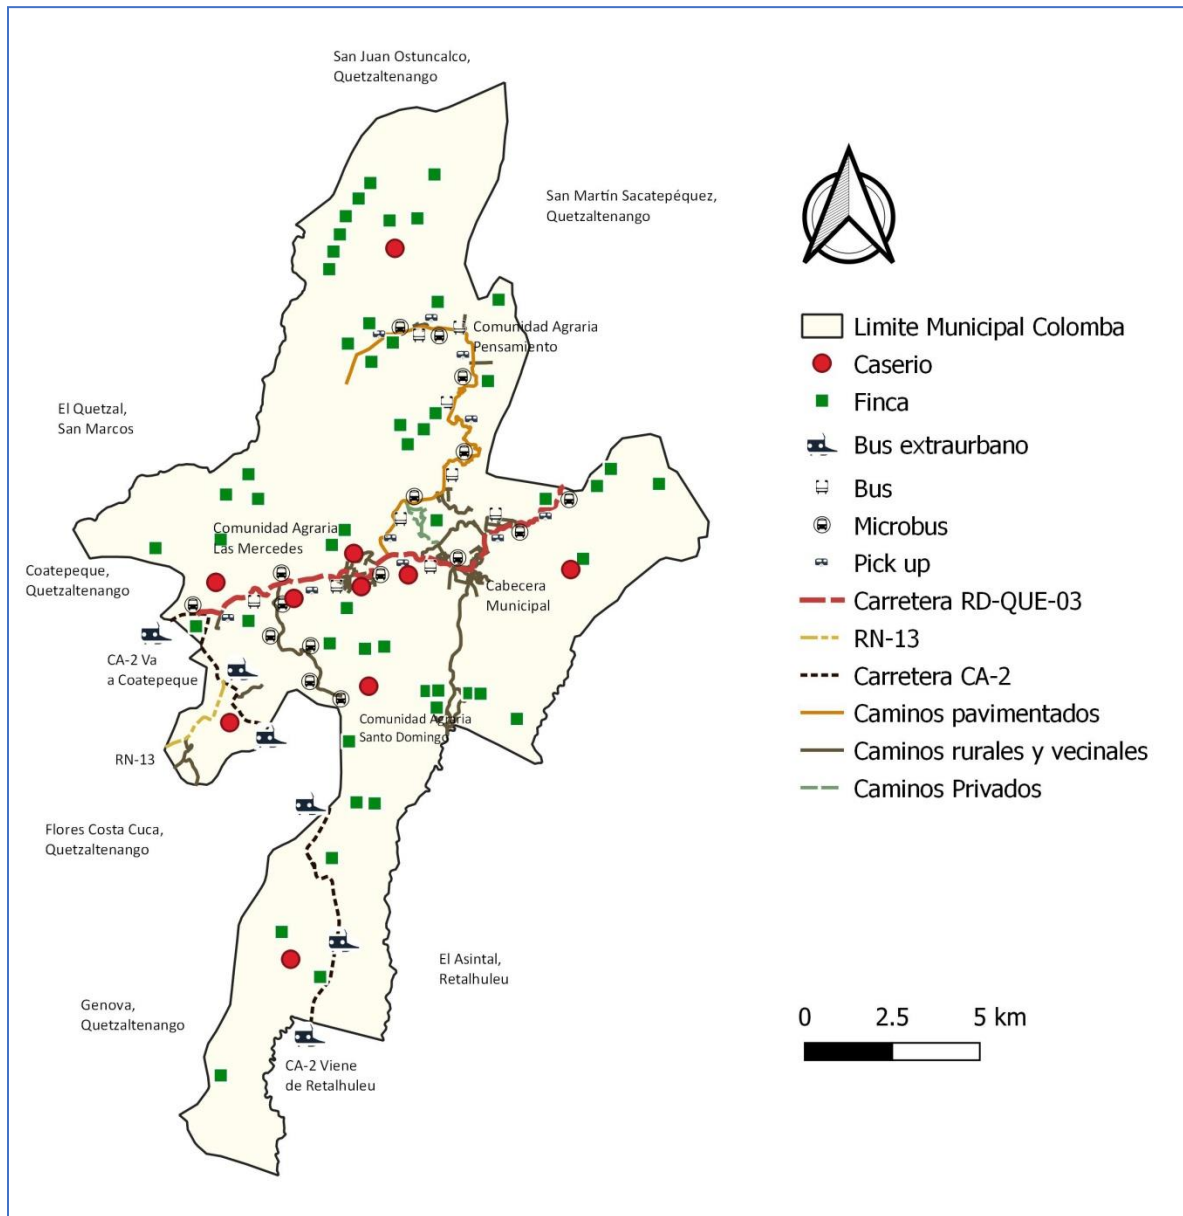 San Juan Ostuncalco,
Quetzaltenango
San Martín Sacatepéquez,
Quetzaltenango
Comunidad Agraria
Pensamiento
El Quetzal,
San Marcos
Comunidad Agraria
Las Mercedes
Coatepeque,
Quetzaltenango
Cabecera
Municipal
CA-2 Va
a Coatepeque
Comunidad Agraria
Santo Domingo
RN-13
Flores Costa Cuca,
Quetzaltenango
El Asintal,
Retalhuleu
Genova,
Quetzaltenango
CA-2 Viene
de Retalhuleu
Limite Municipal Colomba
Caserio
Finca
Bus extraurbano
Bus
Microbus
Pick up
Carretera RD-QUE-03
RN-13
Carretera CA-2
Caminos pavimentados
Caminos rurales y vecinales
Caminos Privados
0 2.5 5 km